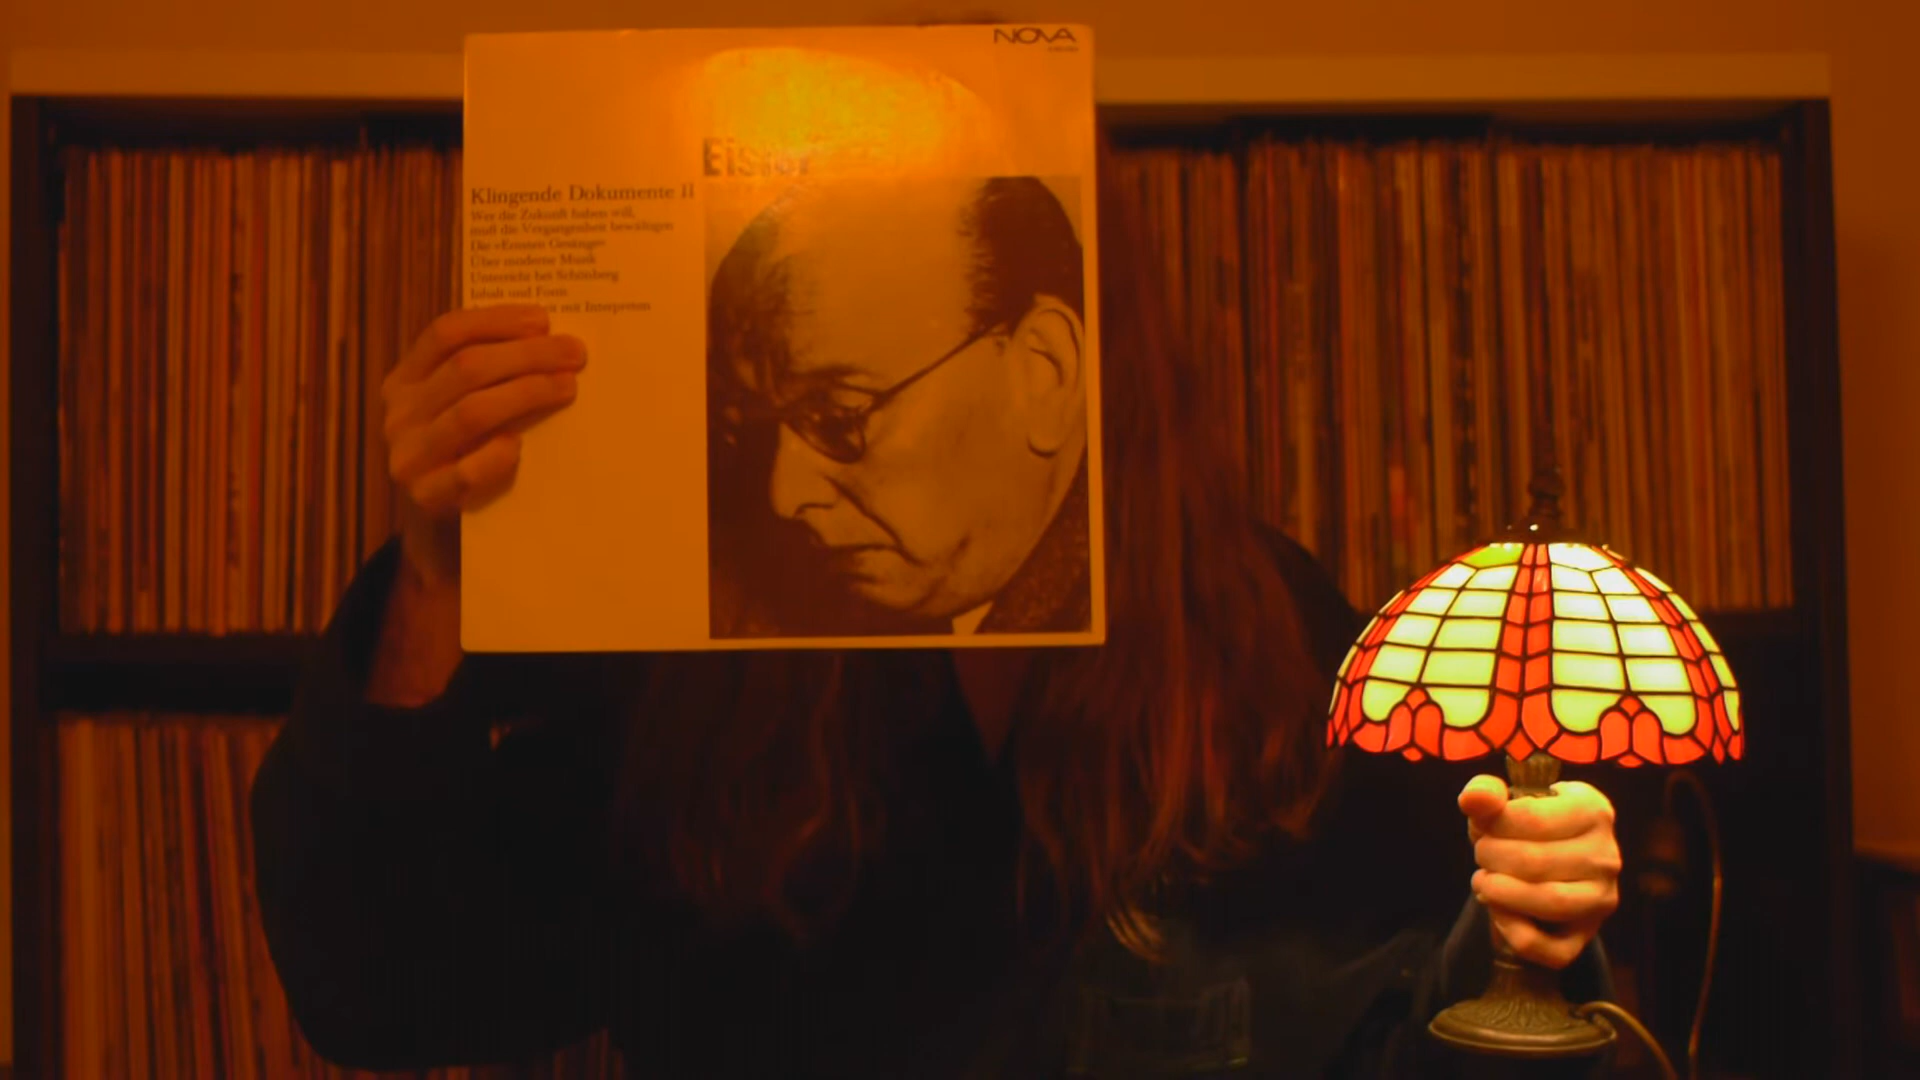 NOVA
Eisler
Klingende Dokumente II
Wer die Zukunft haben will,
muß die Vergangenheit bewältigen
Die »Ernsten Gesänge«
Über moderne Musik
Unterricht bei Schönberg
Inhalt und Form
mit Interpreten